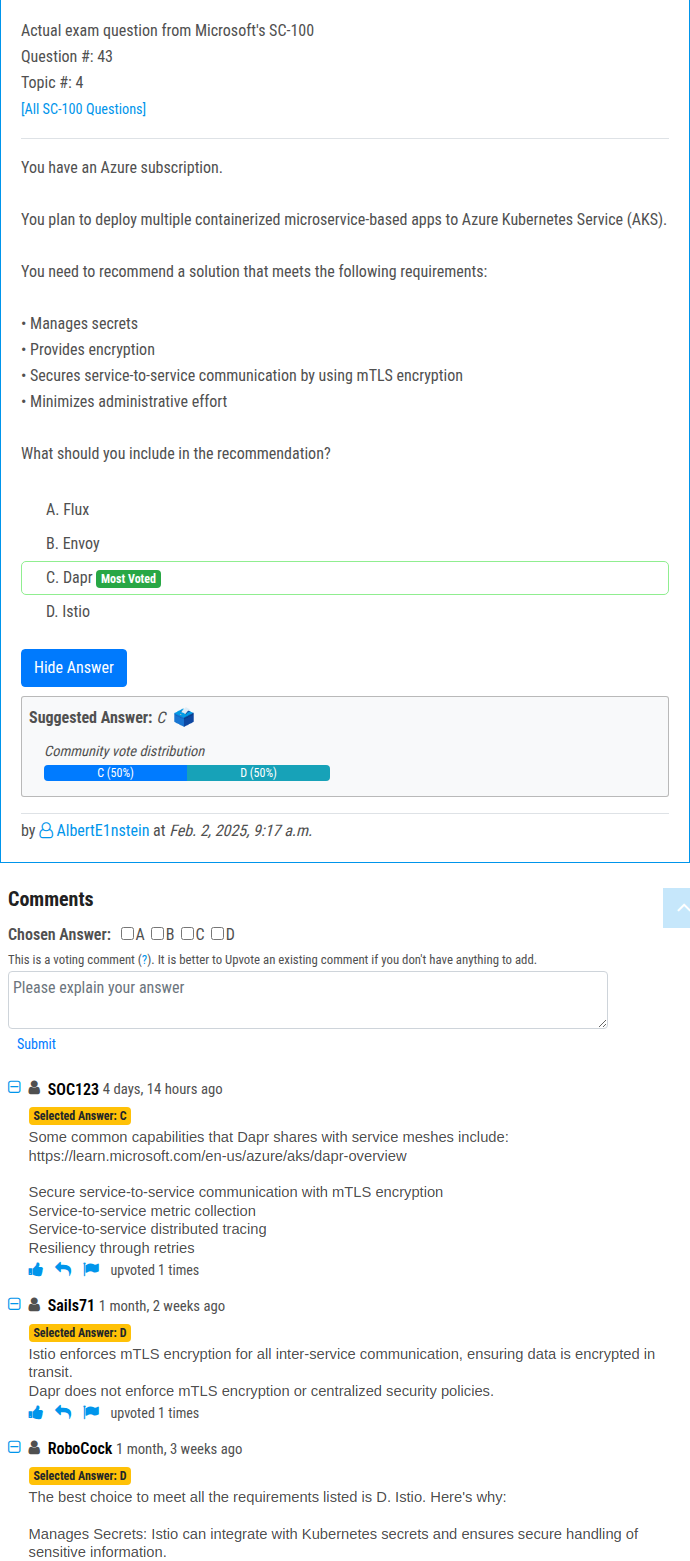 Actual exam question from Microsoft's SC-100
Question #: 43
Topic #: 4
[All SC-100 Questions]
You have an Azure subscription.
You plan to deploy multiple containerized microservice-based apps to Azure Kubernetes Service (AKS).
You need to recommend a solution that meets the following requirements:
• Manages secrets
• Provides encryption
• Secures service-to-service communication by using mTLS encryption
• Minimizes administrative effort
What should you include in the recommendation?
A. Flux
B. Envoy
C. Dapr Most Voted
D. Istio
Hide Answer
Suggested Answer: C
Community vote distribution
C (50%) D (50%)
by AlbertE1nstein at Feb. 2, 2025, 9:17 a.m.
Comments
Chosen Answer: A B C D
This is a voting comment (?). It is better to Upvote an existing comment if you don't have anything to add.
Please explain your answer
Submit
SOC123 4 days, 14 hours ago
Selected Answer: C
Some common capabilities that Dapr shares with service meshes include:
https://learn.microsoft.com/en-us/azure/aks/dapr-overview
Secure service-to-service communication with mTLS encryption
Service-to-service metric collection
Service-to-service distributed tracing
Resiliency through retries
upvoted 1 times
Sails71 1 month, 2 weeks ago
Selected Answer: D
Istio enforces mTLS encryption for all inter-service communication, ensuring data is encrypted in
transit.
Dapr does not enforce mTLS encryption or centralized security policies.
upvoted 1 times
RoboCock 1 month, 3 weeks ago
Selected Answer: D
The best choice to meet all the requirements listed is D. Istio. Here's why:
Manages Secrets: Istio can integrate with Kubernetes secrets and ensures secure handling of
sensitive information.